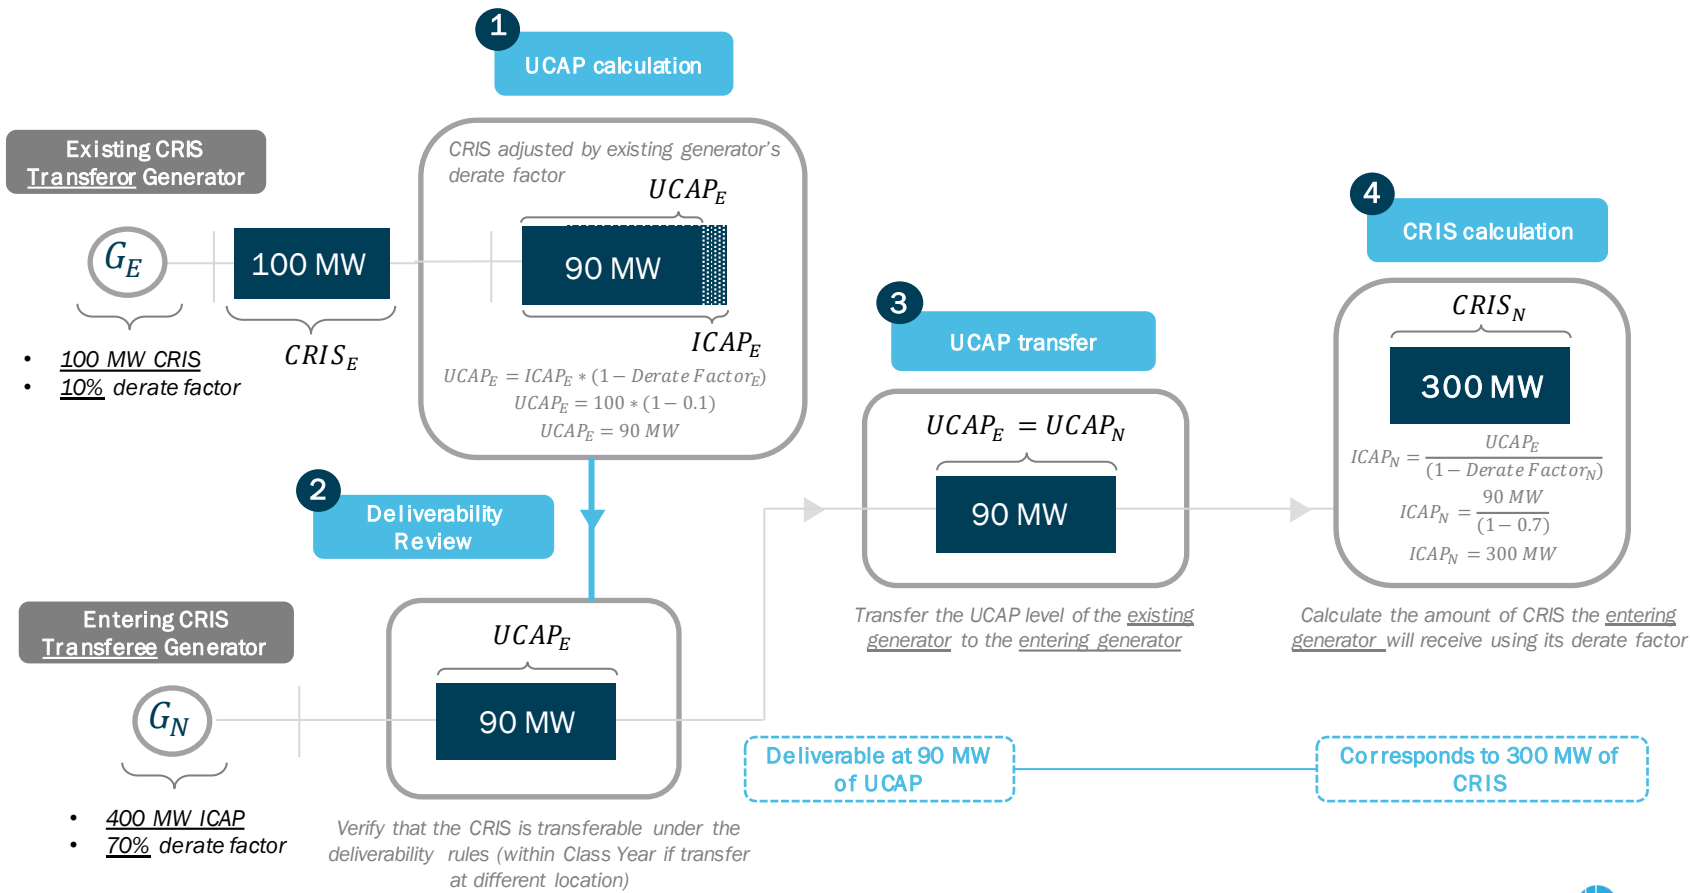 1
UCAP calculation
Existing CRIS
Transferor Generator
CRIS adjusted by existing generator's
derate factor
UCAP_E
G_E
100 MW
90 MW
CRIS_E
ICAP_E
• 100 MW CRIS
• 10% derate factor
UCAP_E = ICAP_E * (1 − Derate Factor_E)
UCAP_E = 100 * (1 − 0.1)
UCAP_E = 90 MW
2
Deliverability
Review
Entering CRIS
Transferee Generator
UCAP_E
G_N
90 MW
• 400 MW ICAP
• 70% derate factor
Verify that the CRIS is transferable under the
deliverability rules (within Class Year if transfer
at different location)
3
UCAP transfer
UCAP_E = UCAP_N
90 MW
Transfer the UCAP level of the existing
generator to the entering generator
Deliverable at 90 MW
of UCAP
4
CRIS calculation
CRIS_N
300 MW
ICAP_N = UCAP_E / (1 − Derate Factor_N)
ICAP_N = 90 MW / (1 − 0.7)
ICAP_N = 300 MW
Calculate the amount of CRIS the entering
generator will receive using its derate factor
Corresponds to 300 MW of
CRIS